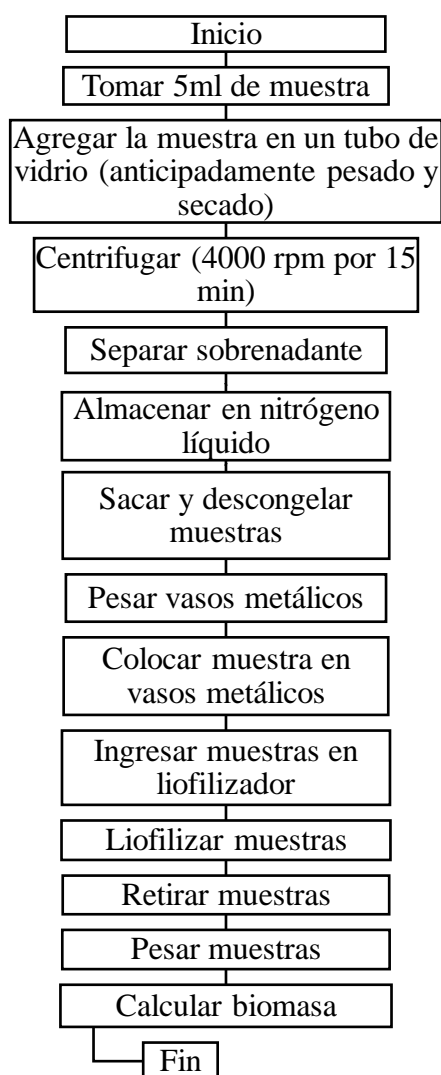 Inicio
Tomar 5ml de muestra
Agregar la muestra en un tubo de
vidrio (anticipadamente pesado y
secado)
Centrifugar (4000 rpm por 15
min)
Separar sobrenadante
Almacenar en nitrógeno
líquido
Sacar y descongelar
muestras
Pesar vasos metálicos
Colocar muestra en
vasos metálicos
Ingresar muestras en
liofilizador
Liofilizar muestras
Retirar muestras
Pesar muestras
Calcular biomasa
Fin